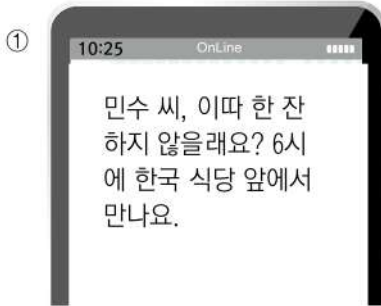 ①
10:25 OnLine
민수 씨, 이따 한 잔
하지 않을래요? 6시
에 한국 식당 앞에서
만나요.